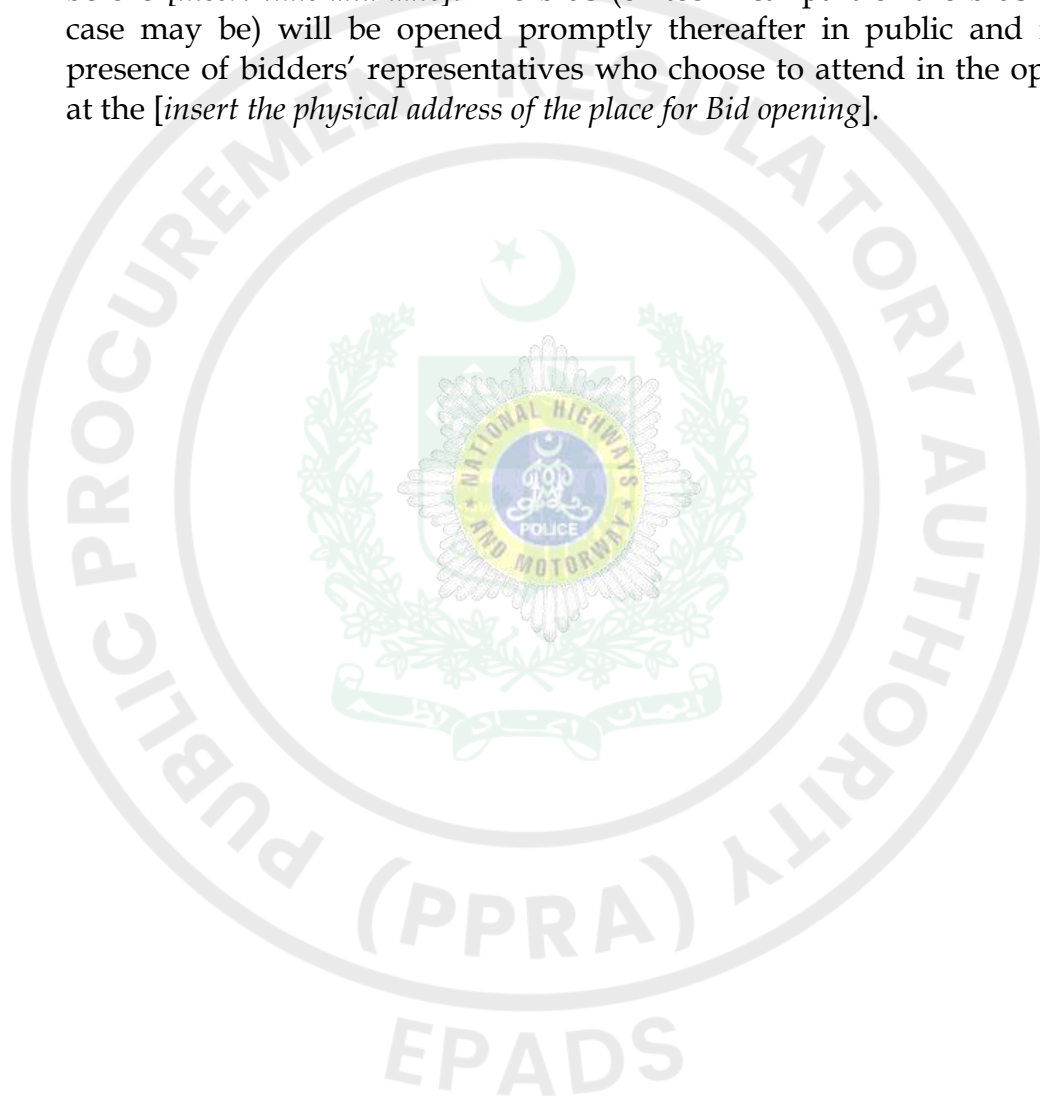 case may be) will be opened promptly thereafter in public and
presence of bidders' representatives who choose to attend in the
at the [insert the physical address of the place for Bid opening].
PUBLIC PROCUREMENT REGULATORY AUTHORITY
(PPRA)
NATIONAL HIGHWAYS
POLICE
AND MOTORWAY
EPADS